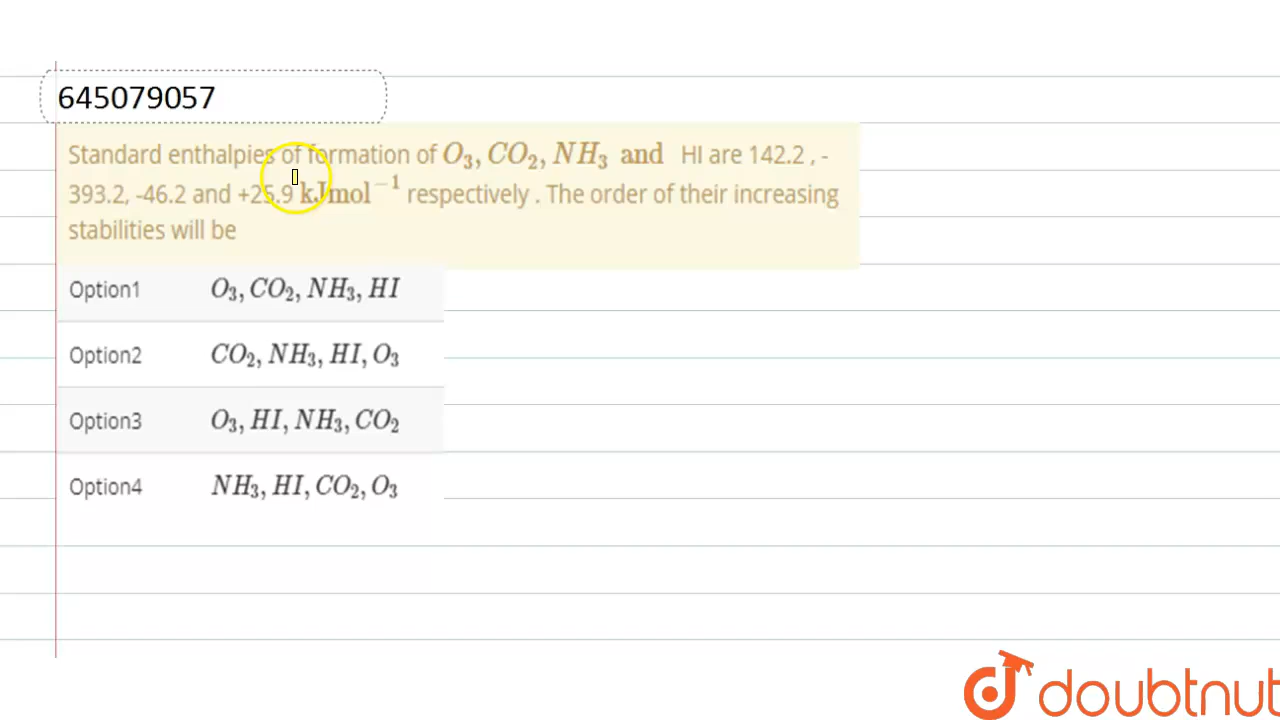 645079057
Standard enthalpies of formation of O₃, CO₂, NH₃ and HI are 142.2 , -
393.2, -46.2 and +25.9 kJmol⁻¹ respectively . The order of their increasing
stabilities will be
Option1 O₃, CO₂, NH₃, HI
Option2 CO₂, NH₃, HI, O₃
Option3 O₃, HI, NH₃, CO₂
Option4 NH₃, HI, CO₂, O₃
doubtnut